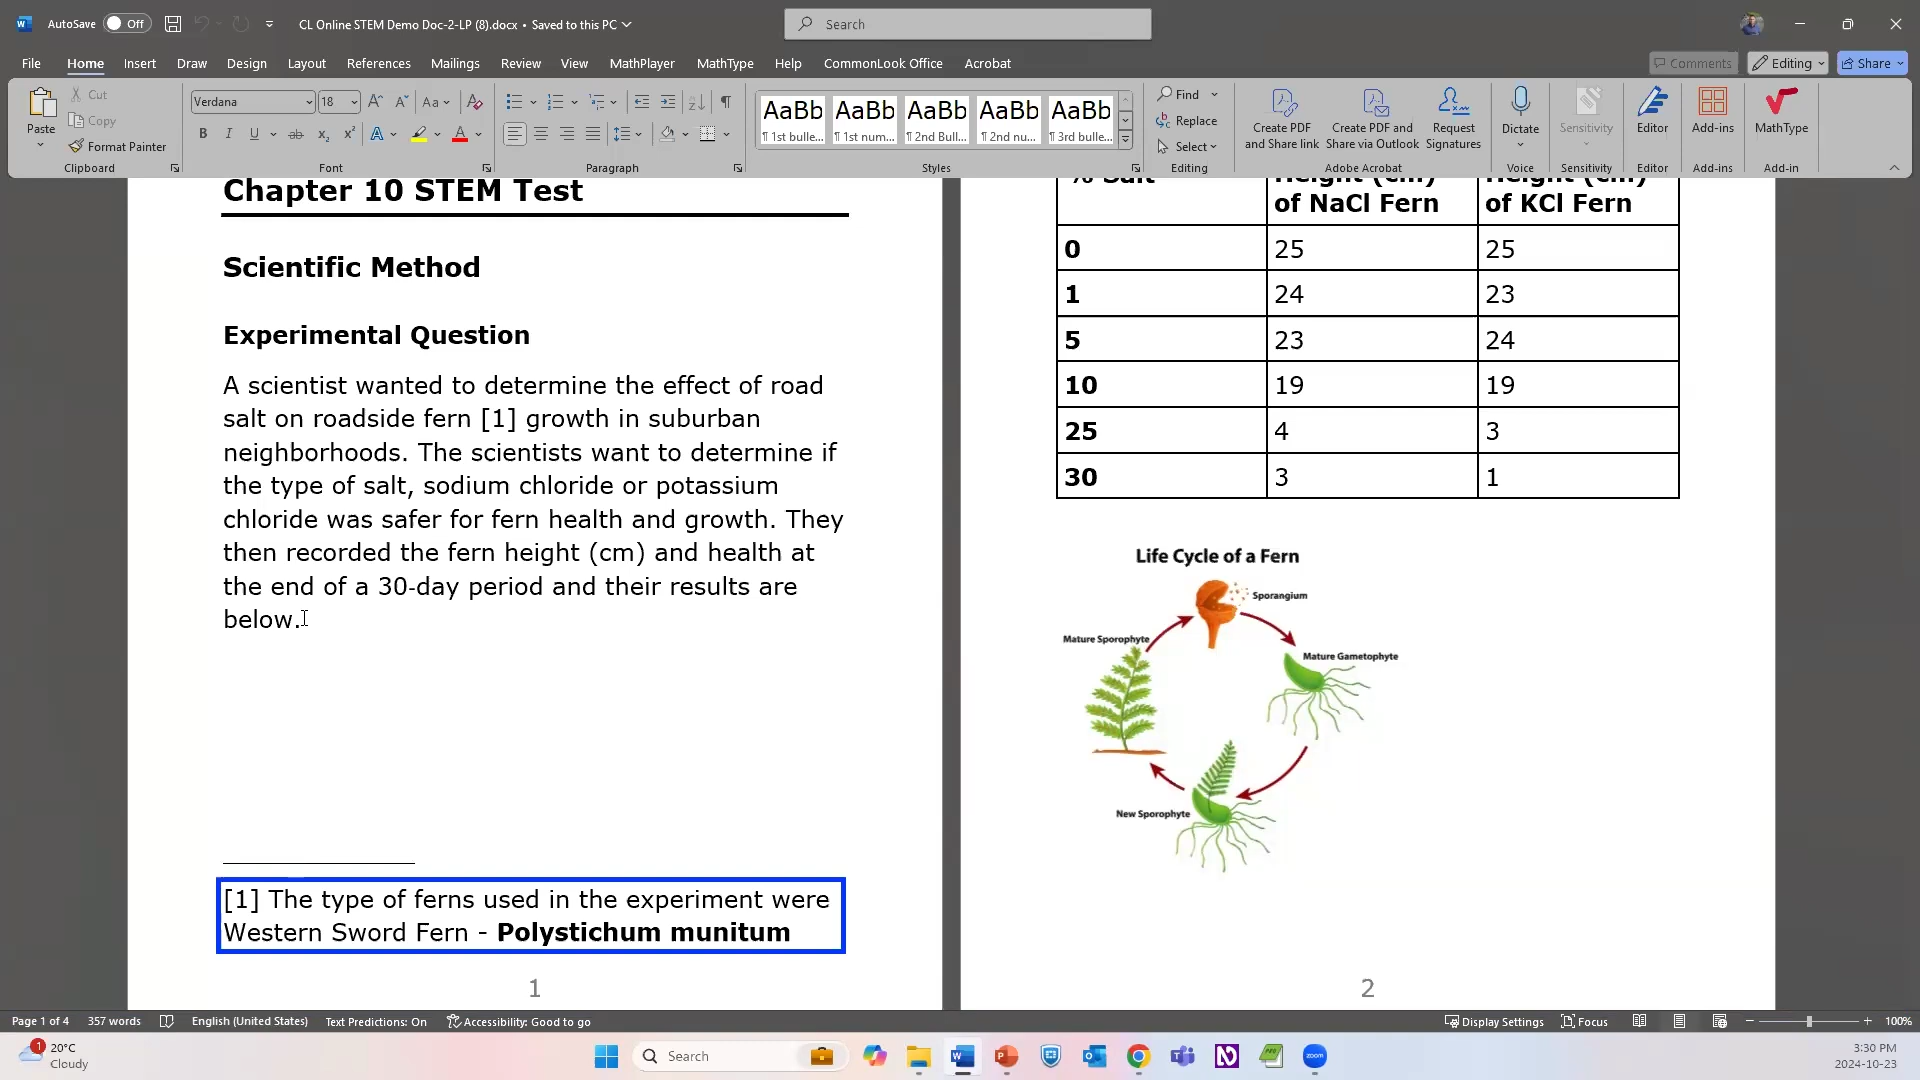 AutoSave Off CL Online STEM Demo Doc-2-LP (8).docx • Saved to this PC Search
File Home Insert Draw Design Layout References Mailings Review View MathPlayer MathType Help CommonLook Office Acrobat Comments Editing Share
Paste
Cut
Copy
Format Painter
Clipboard
Verdana 18
Font
Paragraph
AaBb AaBb AaBb AaBb AaBb
¶ 1st bulle... ¶ 1st num... ¶ 2nd Bull... ¶ 2nd nu... ¶ 3rd bulle...
Styles
Find
Replace
Select
Editing
Create PDF
and Share link
Create PDF and
Share via Outlook
Request
Signatures
Adobe Acrobat
Dictate
Voice
Sensitivity
Sensitivity
Editor
Editor
Add-ins
Add-ins
MathType
Add-in
Chapter 10 STEM Test
Scientific Method
Experimental Question
A scientist wanted to determine the effect of road
salt on roadside fern [1] growth in suburban
neighborhoods. The scientists want to determine if
the type of salt, sodium chloride or potassium
chloride was safer for fern health and growth. They
then recorded the fern height (cm) and health at
the end of a 30-day period and their results are
below.
[1] The type of ferns used in the experiment were
Western Sword Fern - Polystichum munitum
1
% Salt Height (cm) of NaCl Fern Height (cm) of KCl Fern
0 25 25
1 24 23
5 23 24
10 19 19
25 4 3
30 3 1
Life Cycle of a Fern
Sporangium
Mature Sporophyte
Mature Gametophyte
New Sporophyte
2
Page 1 of 4 357 words English (United States) Text Predictions: On Accessibility: Good to go Display Settings Focus 100%
1
20°C
Cloudy
Search
zoom
3:30 PM
2024-10-23